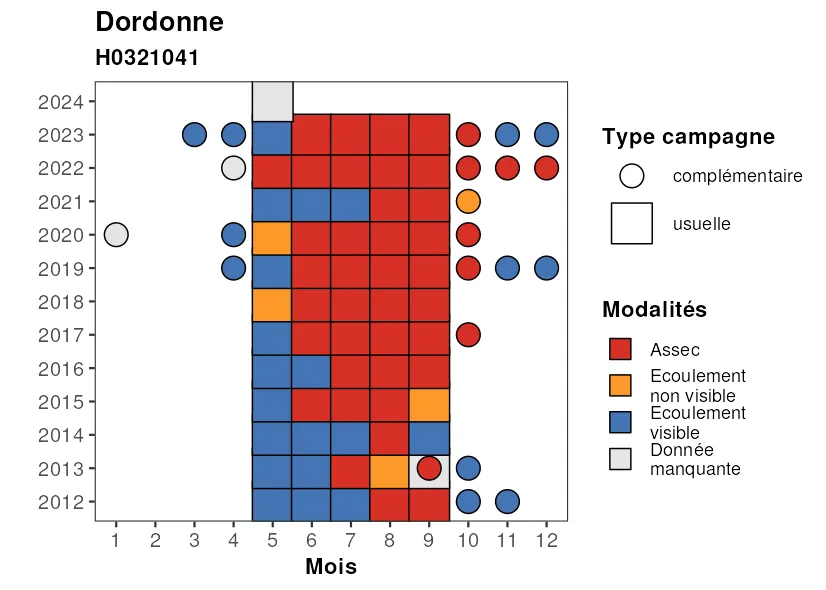 Dordonne
H0321041
2024
2023
2022
2021
2020
2019
2018
2017
2016
2015
2014
2013
2012
1 2 3 4 5 6 7 8 9 10 11 12
Mois
Type campagne
complémentaire
usuelle
Modalités
Assec
Ecoulement
non visible
Ecoulement
visible
Donnée
manquante